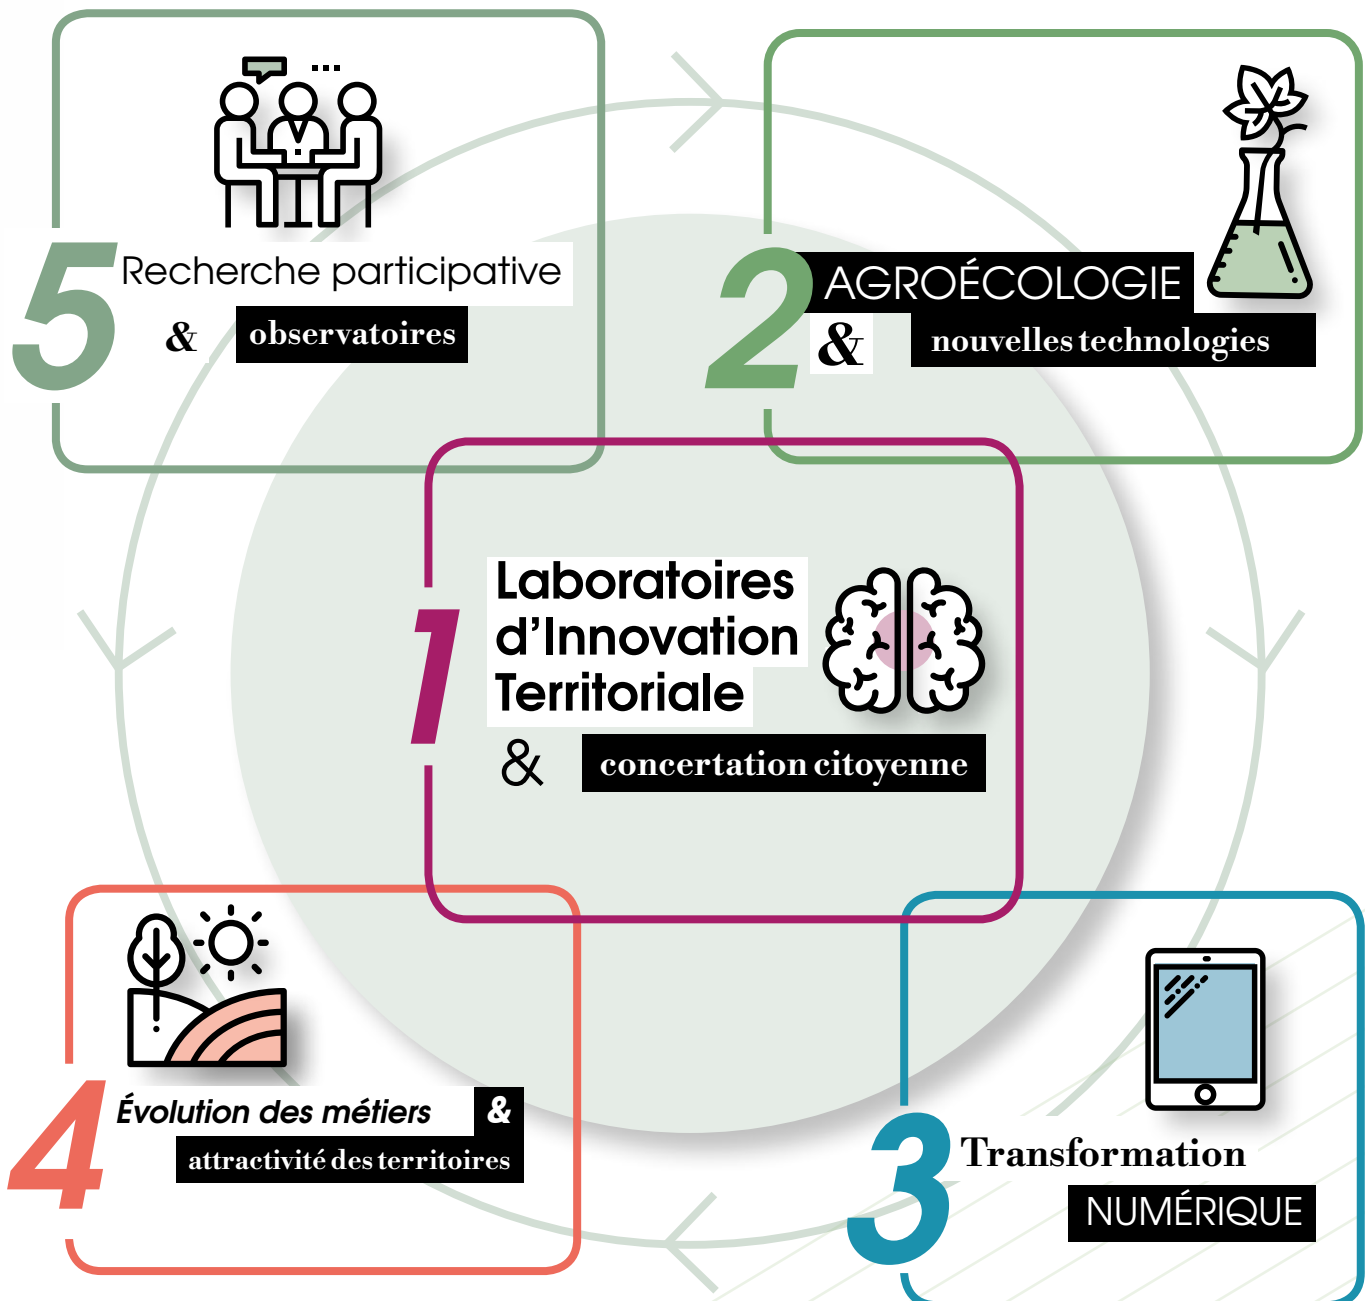 5
Recherche participative
& observatoires
2
AGROÉCOLOGIE
& nouvelles technologies
1
Laboratoires
d’Innovation
Territoriale
& concertation citoyenne
4
Évolution des métiers &
attractivité des territoires
3
Transformation
NUMÉRIQUE